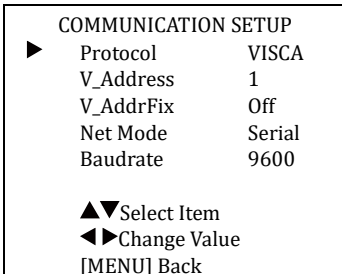 COMMUNICATION SETUP
▶ Protocol VISCA
V_Address 1
V_AddrFix Off
Net Mode Serial
Baudrate 9600
▲▼Select Item
◀▶Change Value
[MENU] Back